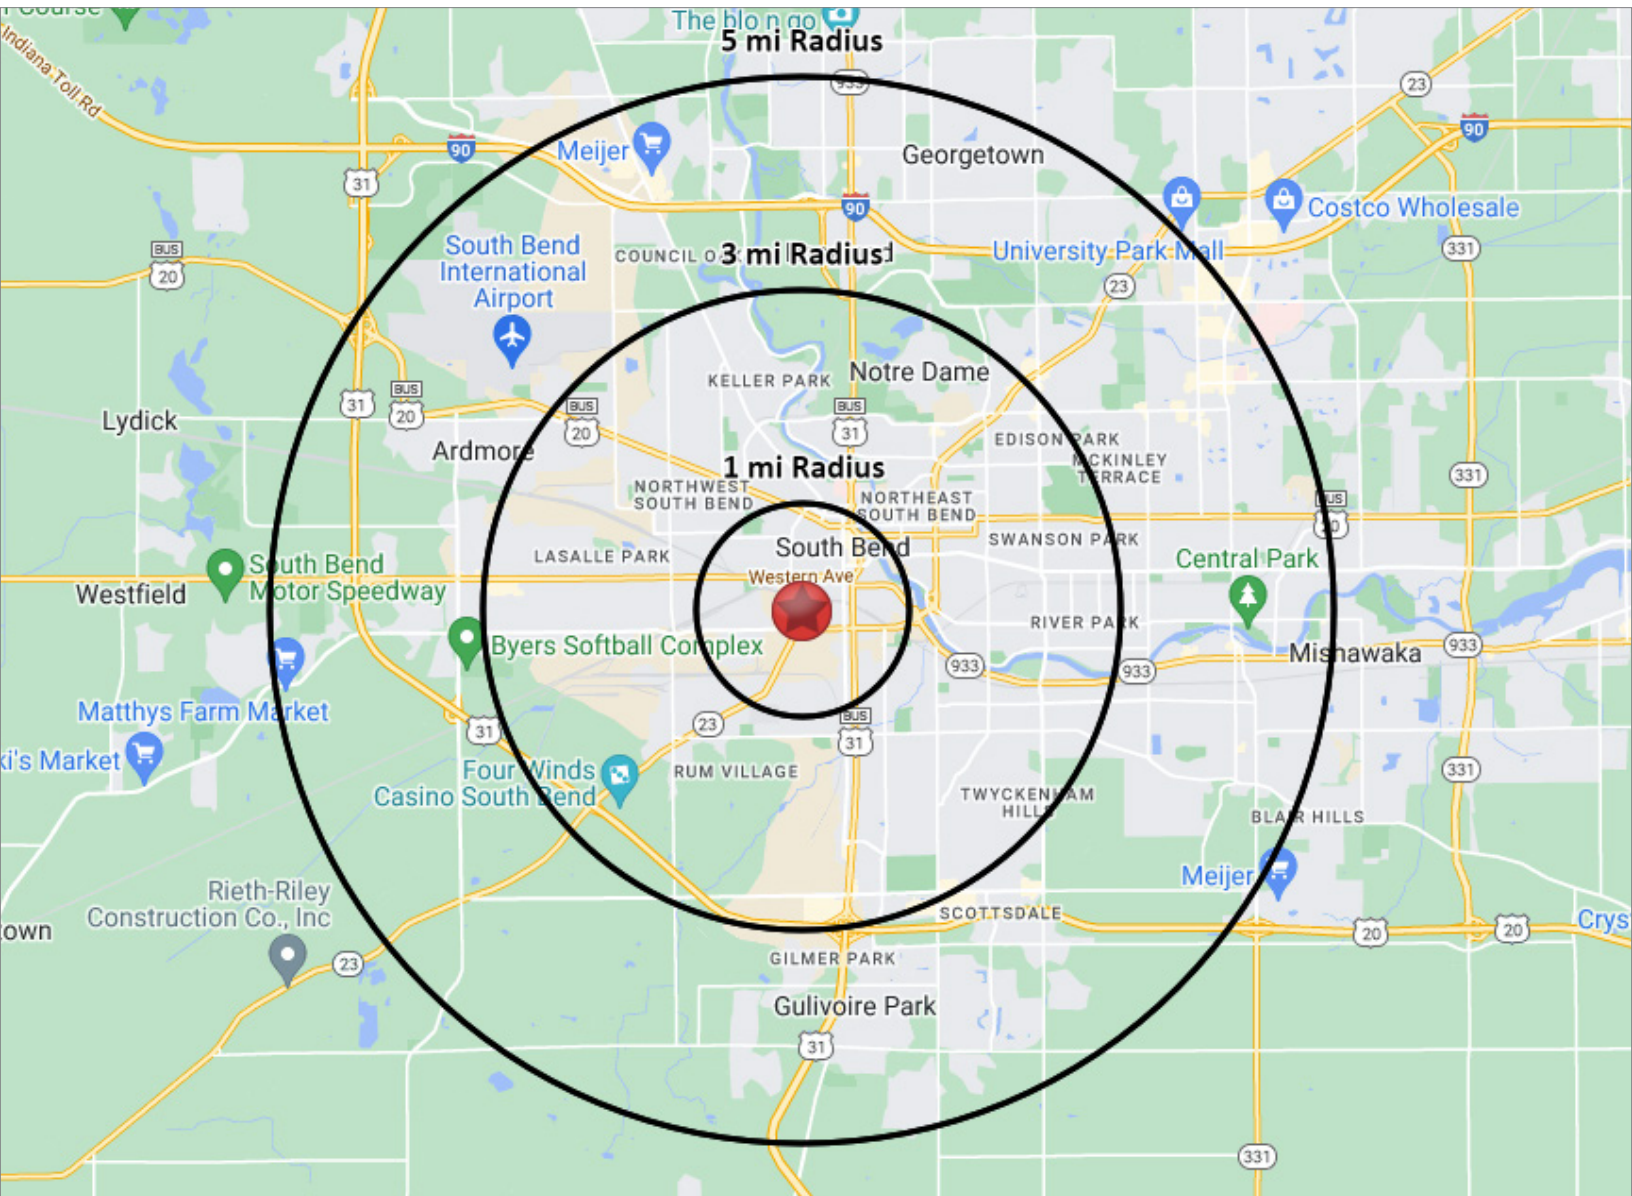 Course
The blo n go
5 mi Radius
Indiana Toll Rd
933
23
90
Meijer
90
Georgetown
31
90
Costco Wholesale
South Bend
International
Airport
BUS
20
COUNCIL O
3 mi Radius
d
University Park Mall
331
23
KELLER PARK
Notre Dame
BUS
20
31
BUS
20
BUS
31
Lydick
Ardmore
EDISON PARK
MCKINLEY
TERRACE
1 mi Radius
331
NORTHWEST
SOUTH BEND
NORTHEAST
SOUTH BEND
BUS
20
South Bend
SWANSON PARK
LASALLE PARK
Central Park
South Bend
Motor Speedway
Western Ave
Westfield
RIVER PARK
Byers Softball Complex
933
933
933
Mishawaka
Matthys Farm Market
31
23
BUS
31
ki's Market
Four Winds
Casino South Bend
RUM VILLAGE
331
TWYCKENHAM
HILLS
BLAIR HILLS
Meijer
Rieth-Riley
Construction Co., Inc
SCOTTSDALE
20
20
Crys
town
23
GILMER PARK
Gulivoire Park
31
331